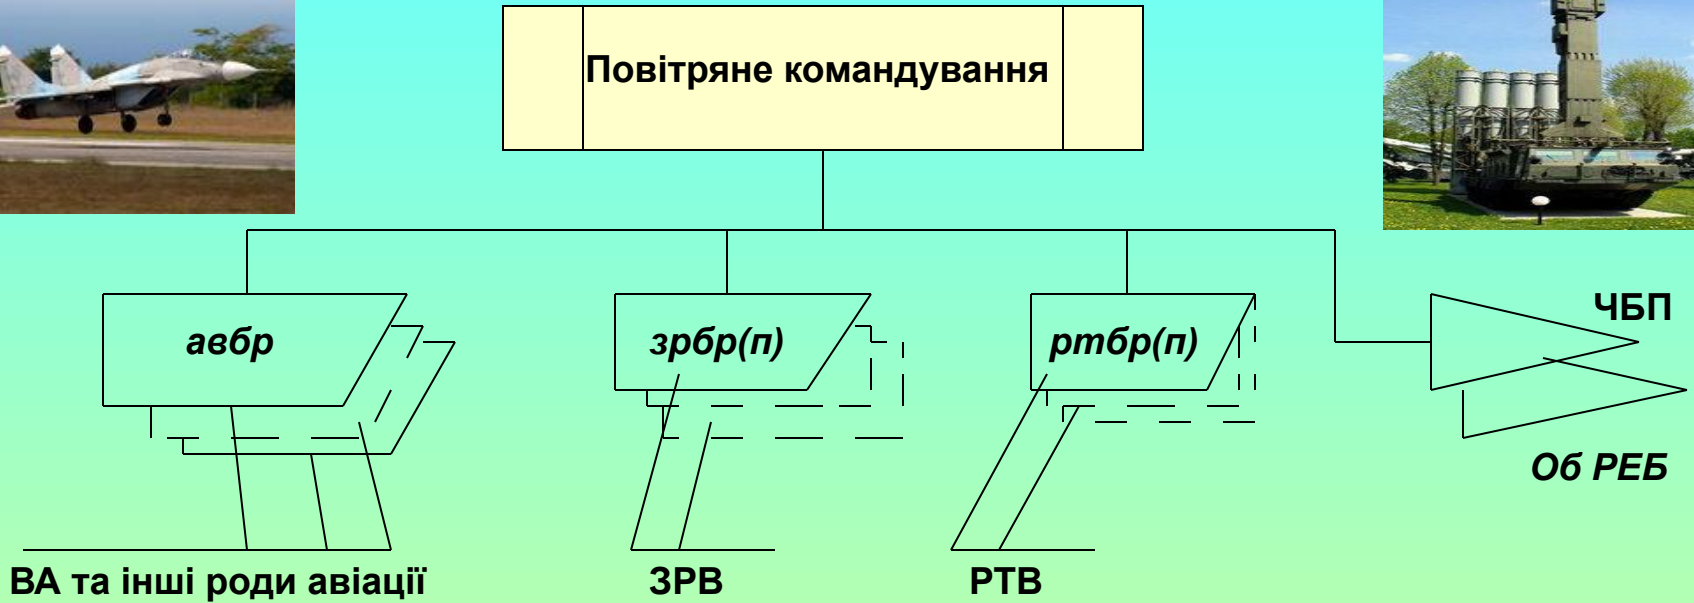 Повітряне командування
ЧБП
авбр
зрбр(п)
ртбр(п)
Об РЕБ
ВА та інші роди авіації
ЗРВ
РТВ